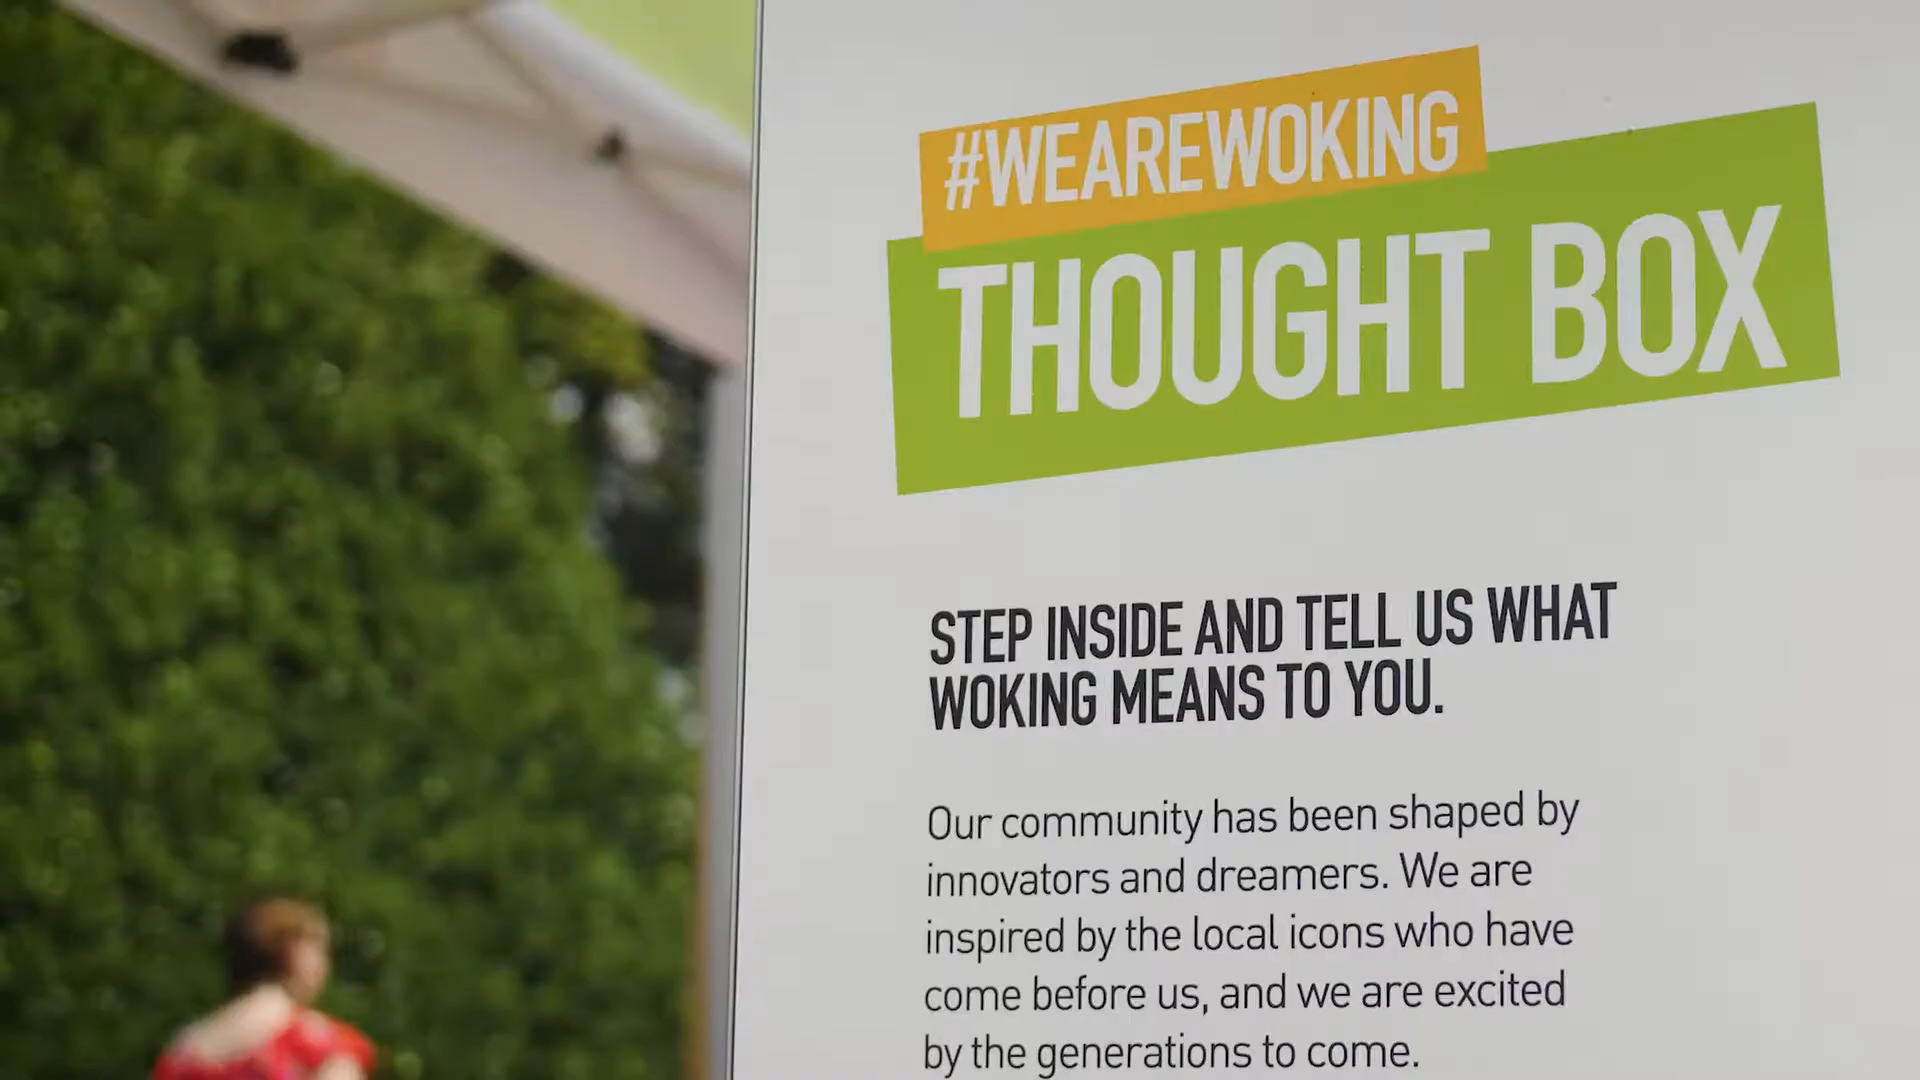 #WEAREWOKING
THOUGHT BOX
STEP INSIDE AND TELL US WHAT
WOKING MEANS TO YOU.
Our community has been shaped by
innovators and dreamers. We are
inspired by the local icons who have
come before us, and we are excited
by the generations to come.